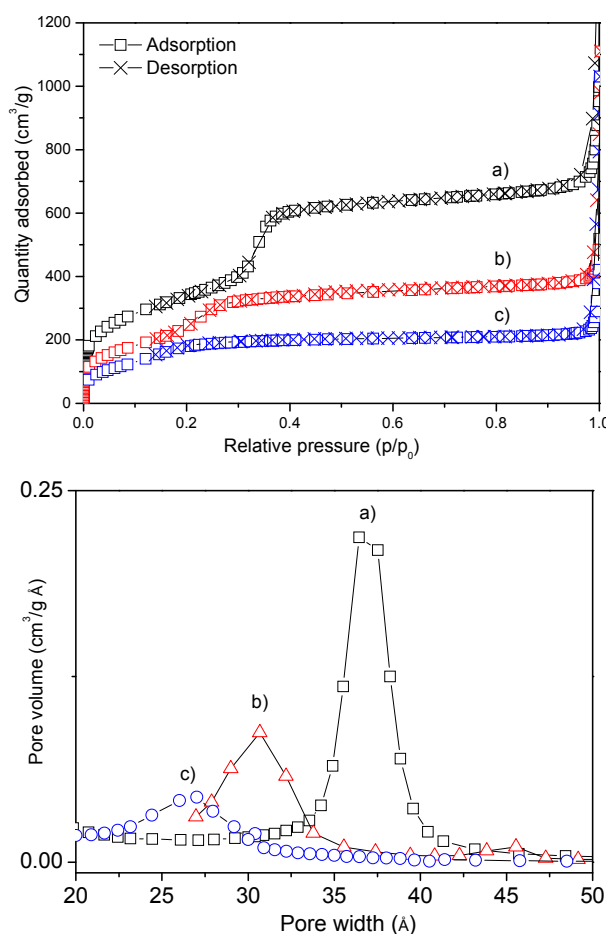 1200
1000
800
600
400
200
0
Quantity adsorbed (cm³/g)
Adsorption
Desorption
a)
b)
c)
0.0 0.2 0.4 0.6 0.8 1.0
Relative pressure (p/p₀)
0.25
0.00
Pore volume (cm³/g Å)
a)
b)
c)
20 25 30 35 40 45 50
Pore width (Å)